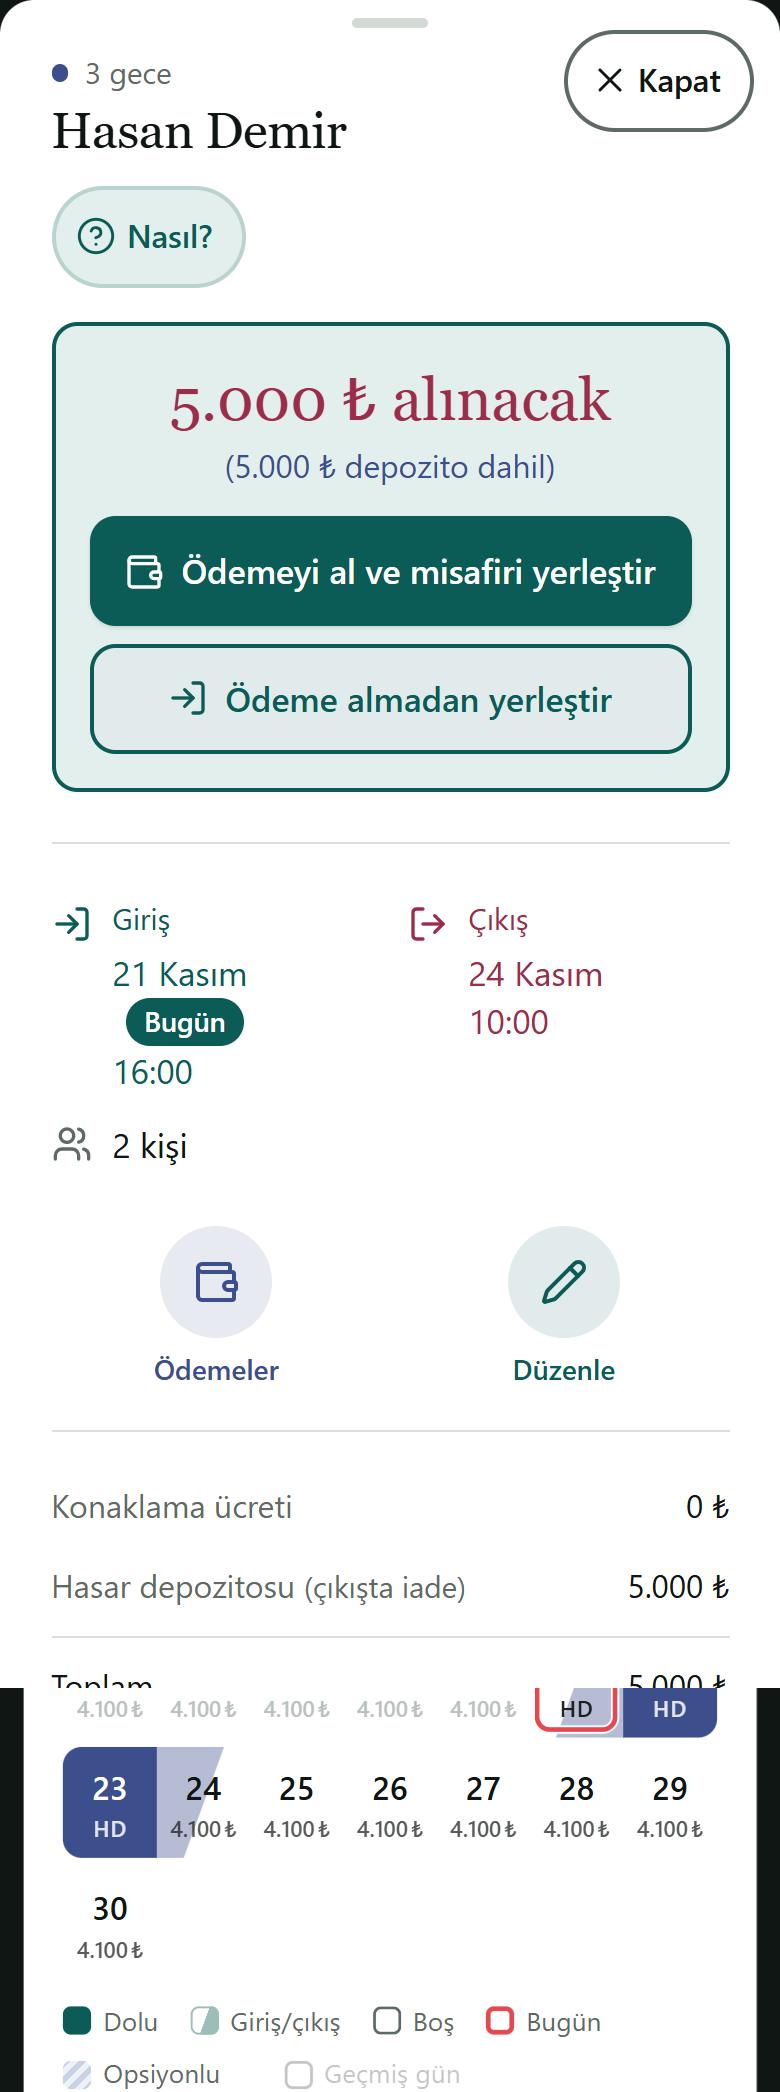 3 gece
Kapat
Hasan Demir
Nasıl?
5.000 ₺ alınacak
(5.000 ₺ depozito dahil)
Ödemeyi al ve misafiri yerleştir
Ödeme almadan yerleştir
Giriş
Çıkış
21 Kasım
24 Kasım
Bugün
10:00
16:00
2 kişi
Ödemeler
Düzenle
Konaklama ücreti 0 ₺
Hasar depozitosu (çıkışta iade) 5.000 ₺
Toplam 5.000 ₺
4.100 ₺ 4.100 ₺ 4.100 ₺ 4.100 ₺ 4.100 ₺ HD HD
23 24 25 26 27 28 29
HD 4.100 ₺ 4.100 ₺ 4.100 ₺ 4.100 ₺ 4.100 ₺ 4.100 ₺
30
4.100 ₺
Dolu Giriş/çıkış Boş Bugün
Opsiyonlu Geçmiş gün